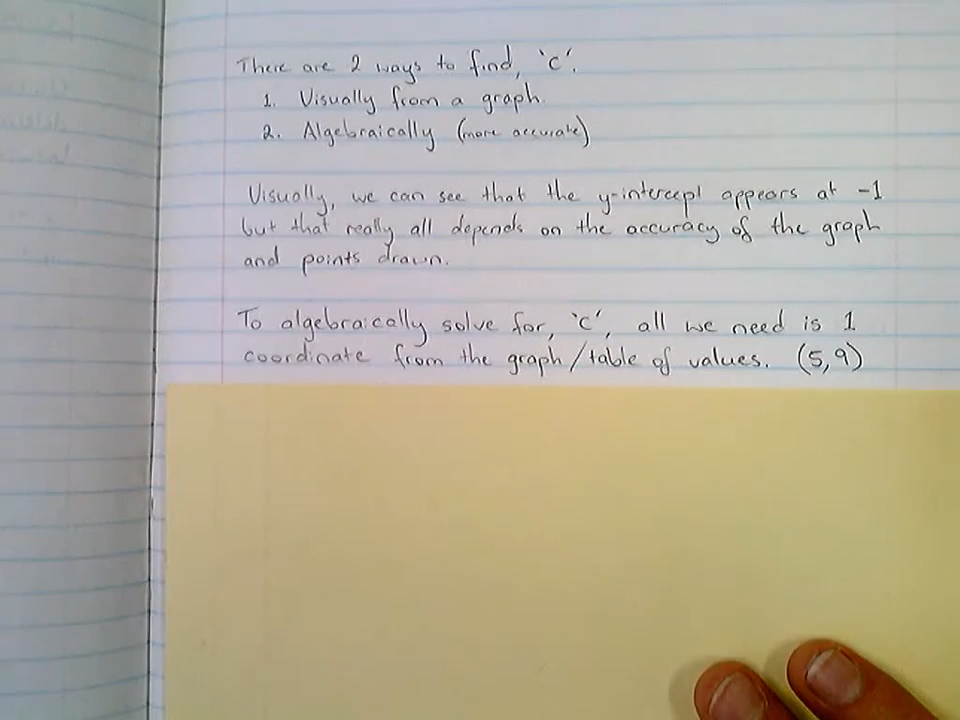 There are 2 ways to find, 'c'.
1. Visually from a graph.
2. Algebraically (more accurate)
Visually, we can see that the y-intercept appears at -1
but that really all depends on the accuracy of the graph
and points drawn.
To algebraically solve for, 'c', all we need is 1
coordinate from the graph/table of values. (5,9)